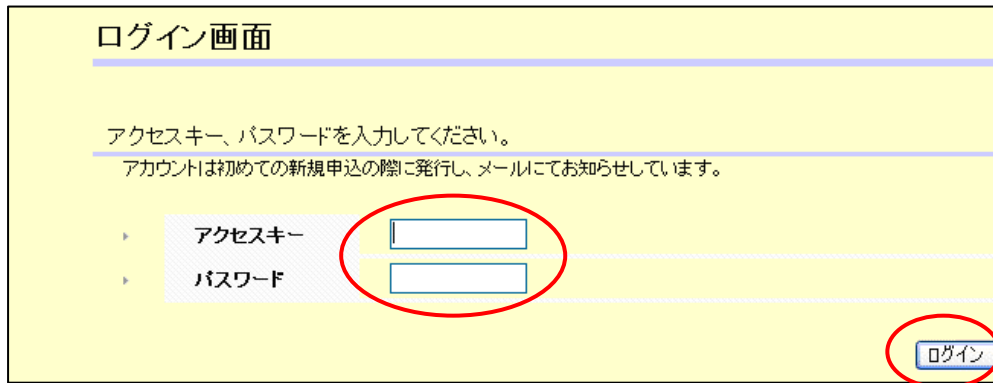 ログイン画面
アクセスキー、パスワードを入力してください。
アカウントは初めての新規申込の際に発行し、メールにてお知らせしています。
アクセスキー
パスワード
ログイン